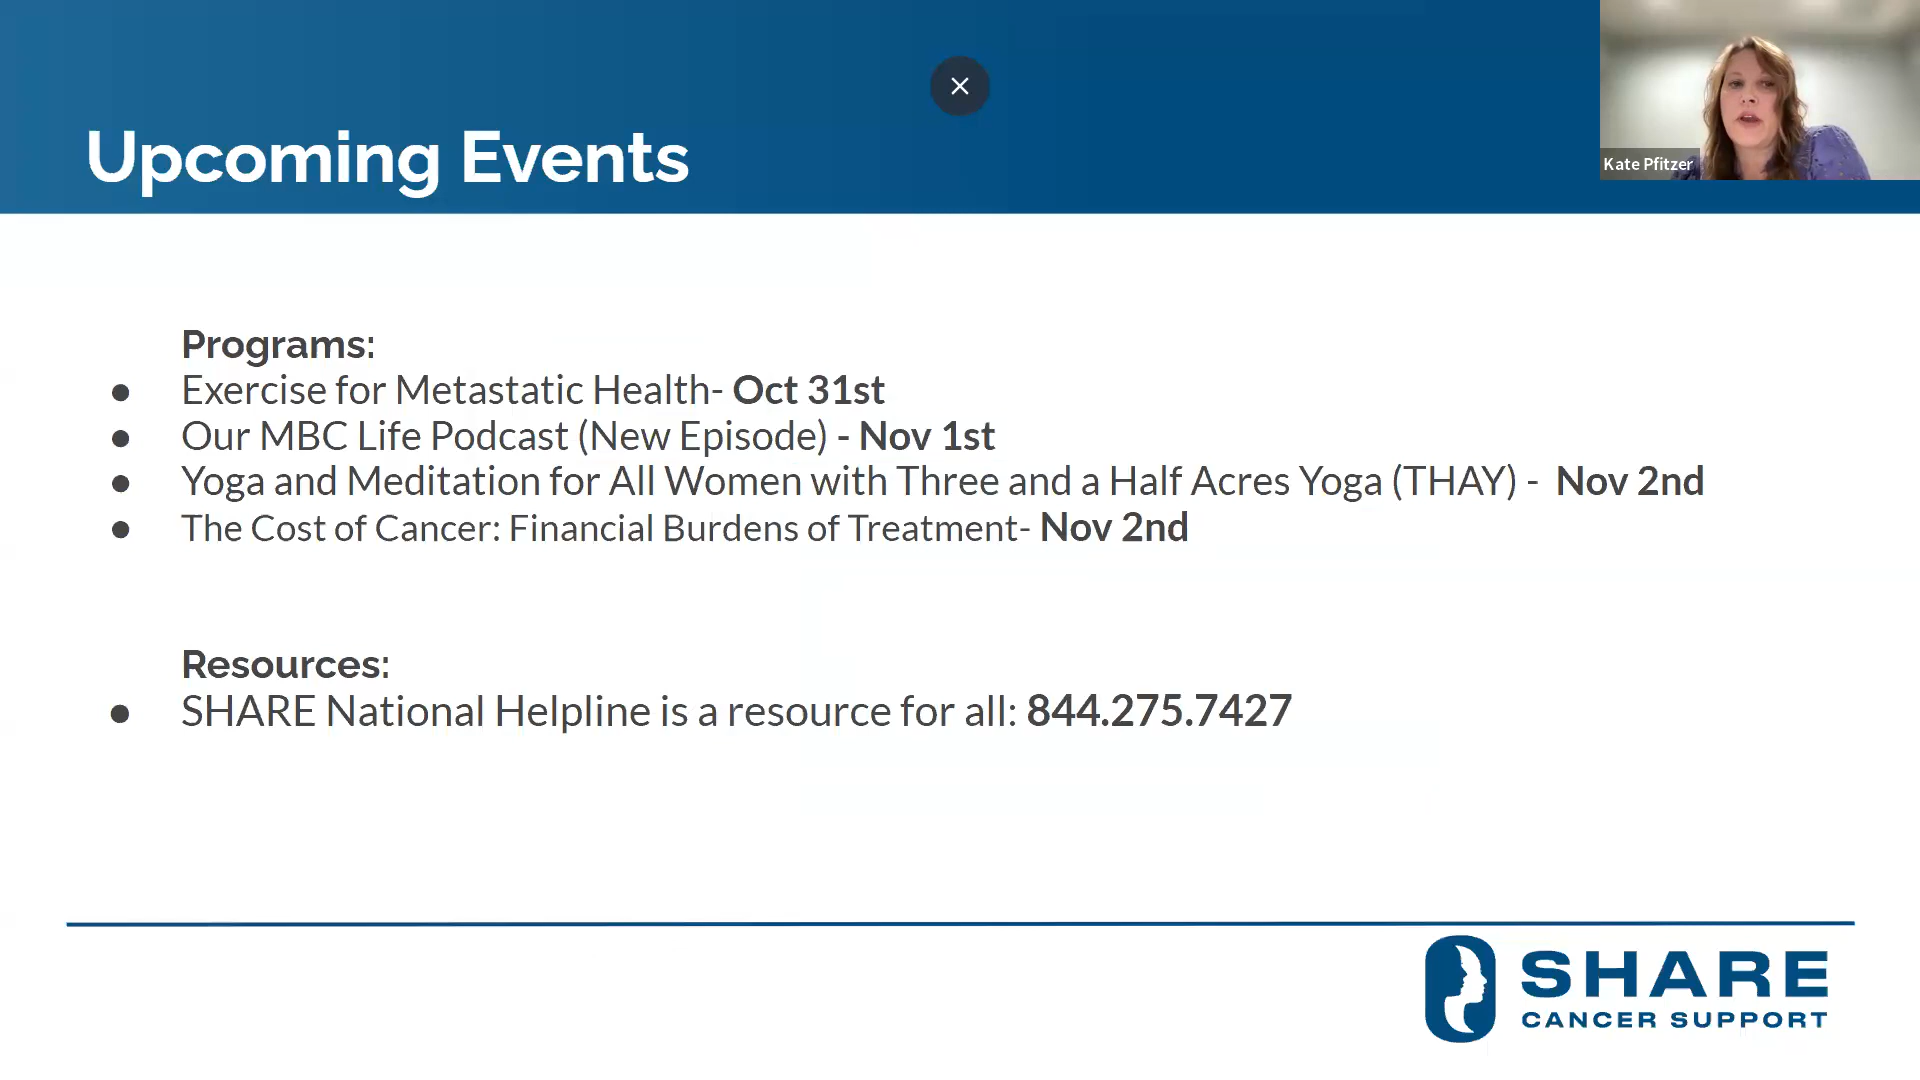 Upcoming Events
Kate Pfitzer
Programs:
● Exercise for Metastatic Health- Oct 31st
● Our MBC Life Podcast (New Episode) - Nov 1st
● Yoga and Meditation for All Women with Three and a Half Acres Yoga (THAY) - Nov 2nd
● The Cost of Cancer: Financial Burdens of Treatment- Nov 2nd
Resources:
● SHARE National Helpline is a resource for all: 844.275.7427
SHARE
CANCER SUPPORT